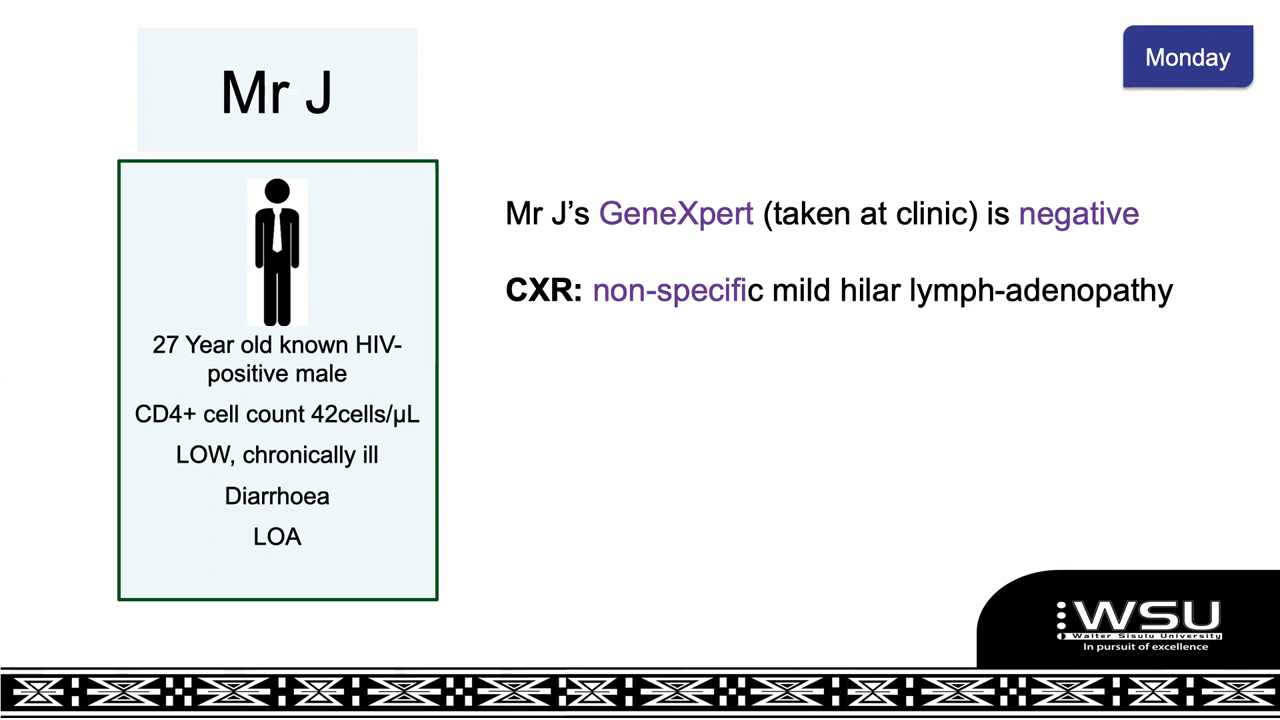 Mr J
Monday
Mr J’s GeneXpert (taken at clinic) is negative
CXR: non-specific mild hilar lymph-adenopathy
27 Year old known HIV-
positive male
CD4+ cell count 42cells/µL
LOW, chronically ill
Diarrhoea
LOA
WSU
Walter Sisulu University
In pursuit of excellence